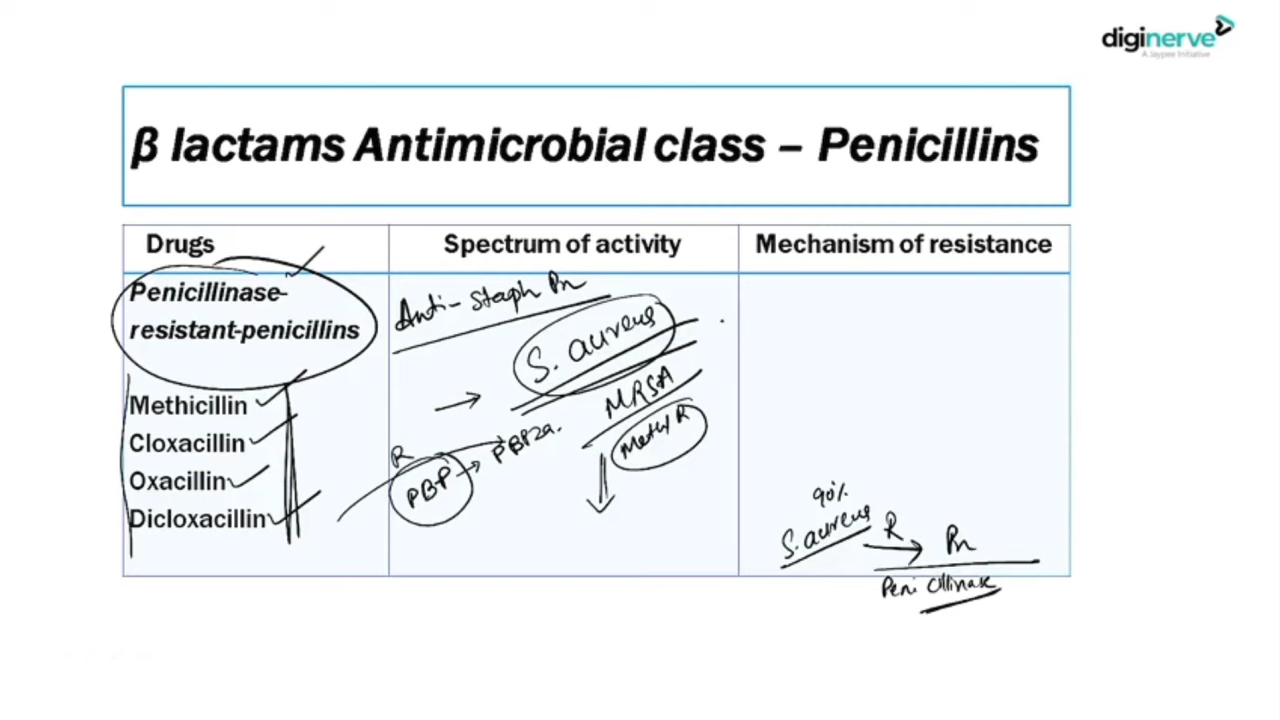 diginerve
A Jaypee Initiative
β lactams Antimicrobial class – Penicillins
Drugs
Spectrum of activity
Mechanism of resistance
Penicillinase-
resistant-penicillins
Methicillin
Cloxacillin
Oxacillin
Dicloxacillin
Anti-Staph Pn
S. aureus
MRSA
R
PBP → PBP2a.
R
90%
S. aureus R → Pn
Penicillinase